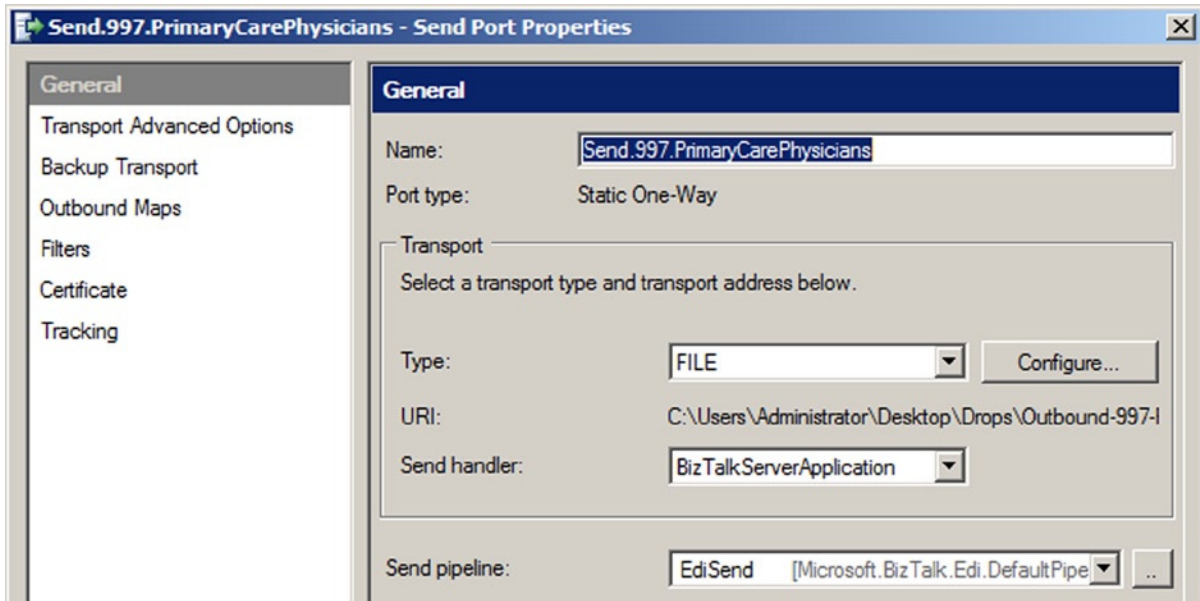 Send.997.PrimaryCarePhysicians - Send Port Properties
General
Transport Advanced Options
Backup Transport
Outbound Maps
Filters
Certificate
Tracking
General
Name: Send.997.PrimaryCarePhysicians
Port type: Static One-Way
Transport
Select a transport type and transport address below.
Type: FILE Configure...
URI: C:\Users\Administrator\Desktop\Drops\Outbound-997-
Send handler: BizTalkServerApplication
Send pipeline: EdiSend [Microsoft.BizTalk.Edi.DefaultPipe ..